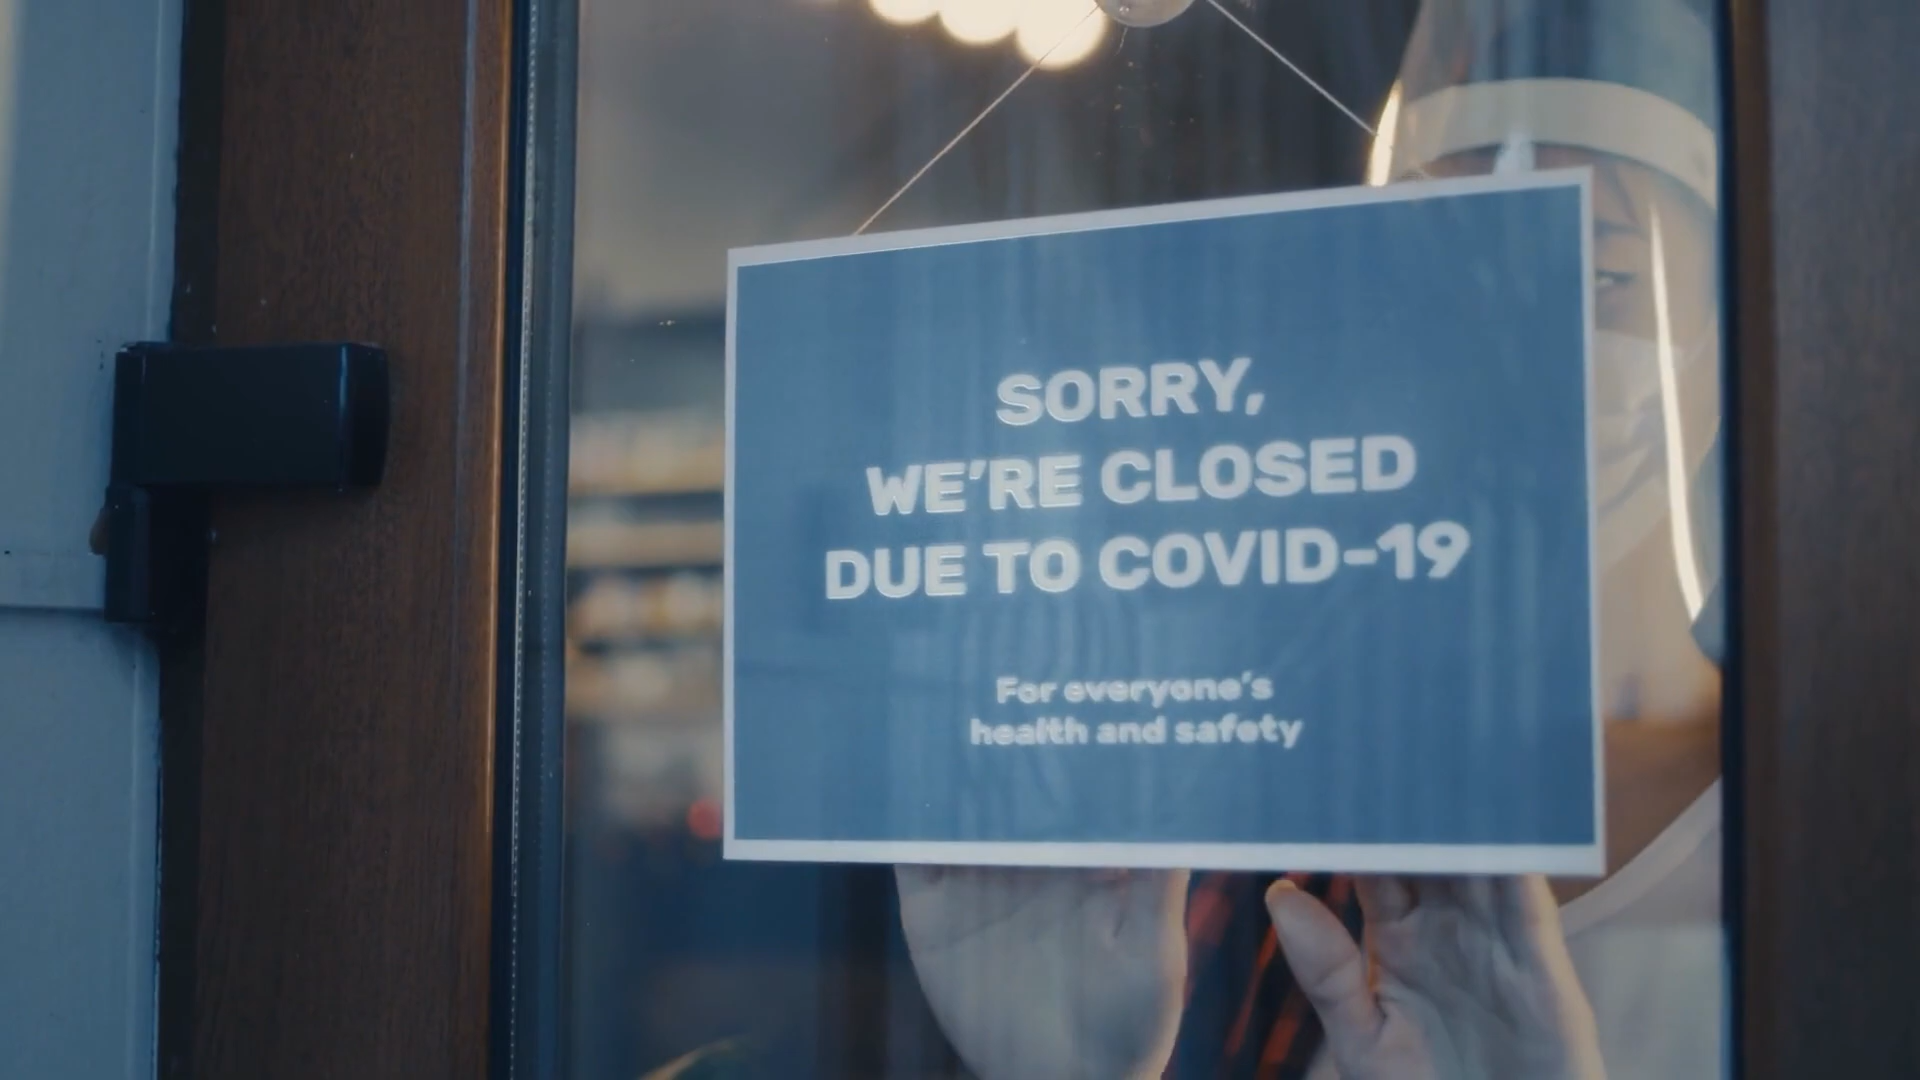 SORRY,
WE'RE CLOSED
DUE TO COVID-19
For everyone's
health and safety